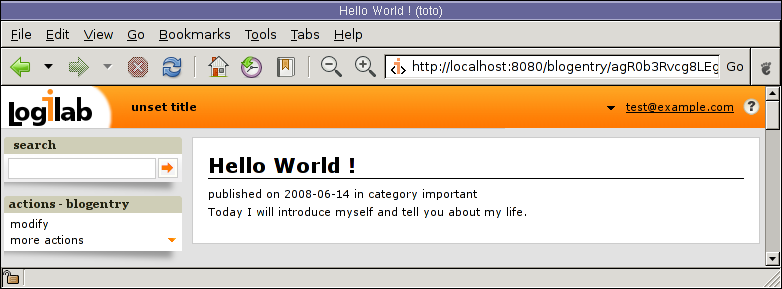 Hello World ! (toto)
File Edit View Go Bookmarks Tools Tabs Help
http://localhost:8080/blogentry/agR0b3Rvcg8LEg Go
Logilab unset title test@example.com ?
search
Hello World !
published on 2008-06-14 in category important
Today I will introduce myself and tell you about my life.
actions - blogentry
modify
more actions